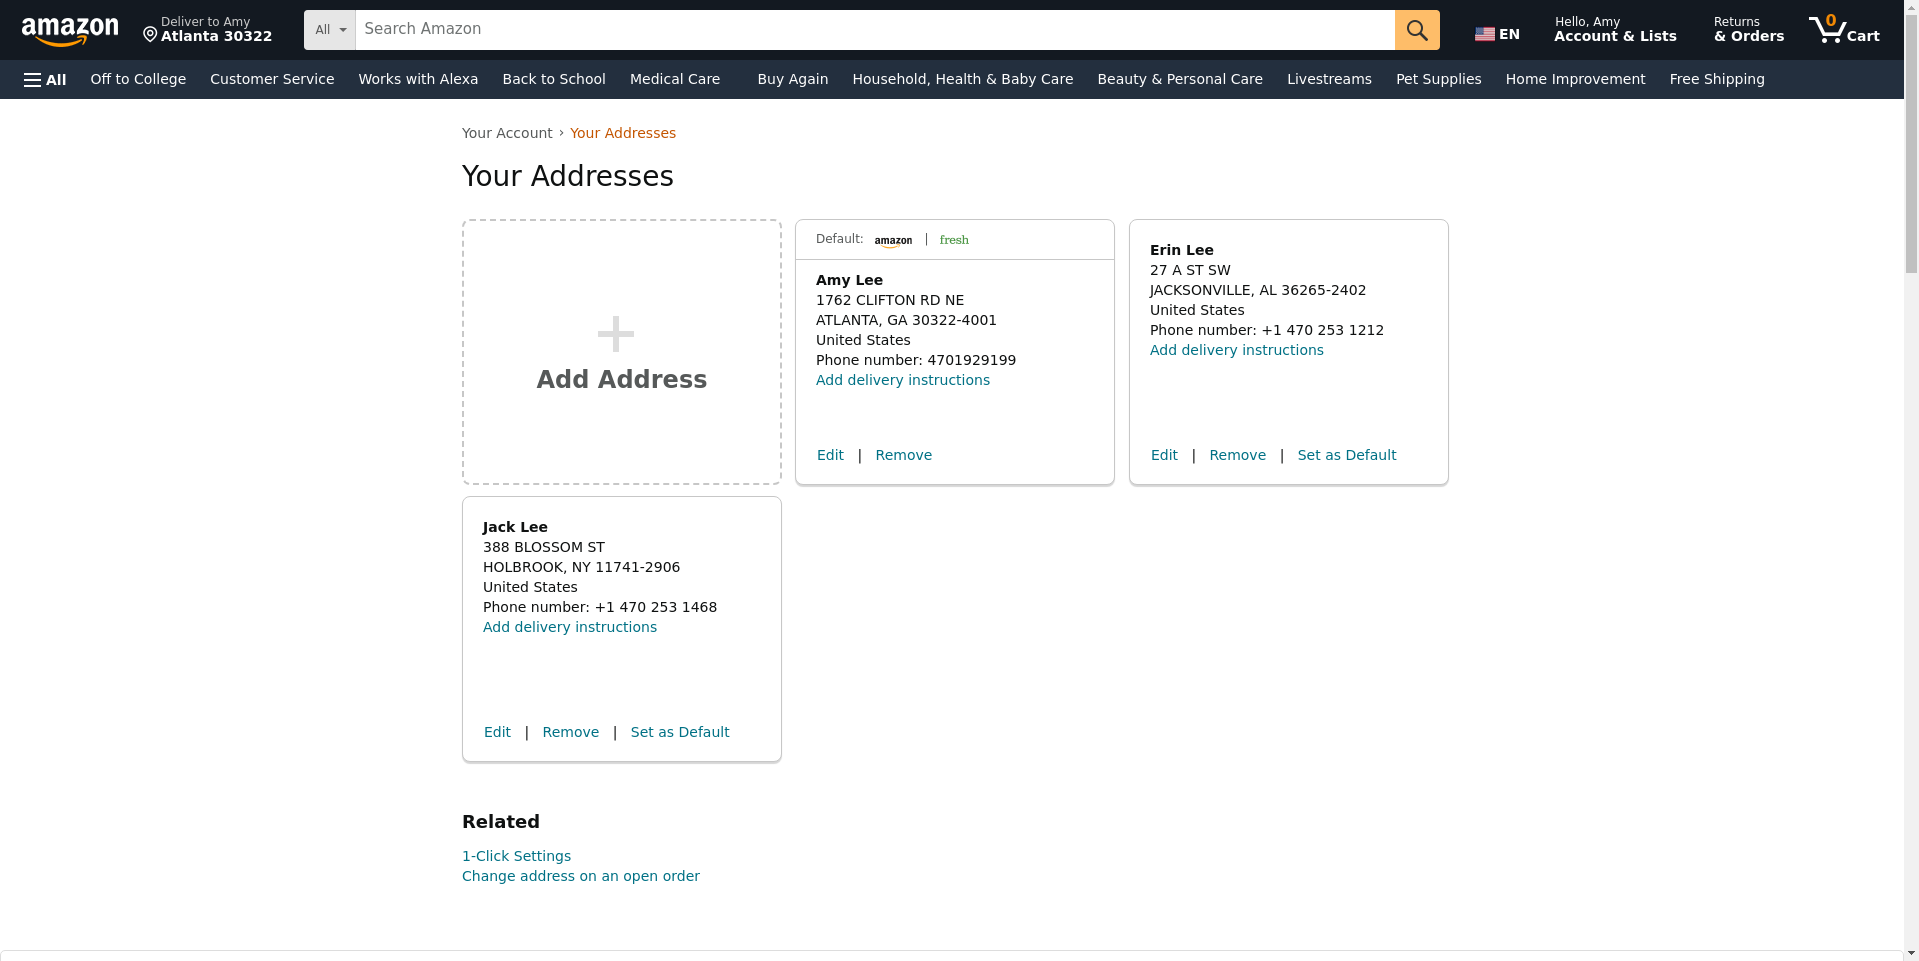 amazon
Deliver to Amy
Atlanta 30322
All
Search Amazon
EN
Hello, Amy
Account & Lists
Returns
& Orders
0
Cart
All
Off to College
Customer Service
Works with Alexa
Back to School
Medical Care
Buy Again
Household, Health & Baby Care
Beauty & Personal Care
Livestreams
Pet Supplies
Home Improvement
Free Shipping
Your Account › Your Addresses
Your Addresses
Add Address
Default: amazon | fresh
Amy Lee
1762 CLIFTON RD NE
ATLANTA, GA 30322-4001
United States
Phone number: 4701929199
Add delivery instructions
Edit | Remove
Erin Lee
27 A ST SW
JACKSONVILLE, AL 36265-2402
United States
Phone number: +1 470 253 1212
Add delivery instructions
Edit | Remove | Set as Default
Jack Lee
388 BLOSSOM ST
HOLBROOK, NY 11741-2906
United States
Phone number: +1 470 253 1468
Add delivery instructions
Edit | Remove | Set as Default
Related
1-Click Settings
Change address on an open order